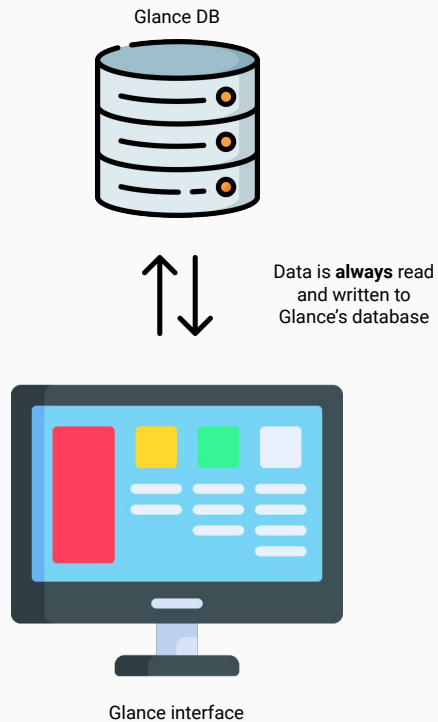 Glance DB
Data is always read
and written to
Glance's database
Glance interface